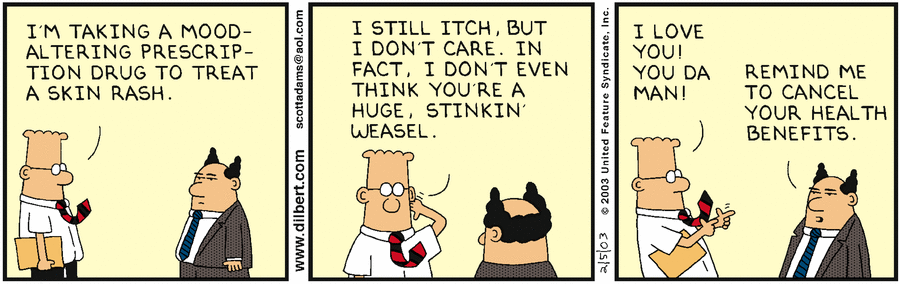 I'M TAKING A MOOD-
ALTERING PRESCRIP-
TION DRUG TO TREAT
A SKIN RASH.
www.dilbert.com scottadams@aol.com
I STILL ITCH, BUT
I DON'T CARE. IN
FACT, I DON'T EVEN
THINK YOU'RE A
HUGE, STINKIN'
WEASEL.
2/5/03 © 2003 United Feature Syndicate, Inc.
I LOVE
YOU!
YOU DA
MAN!
REMIND ME
TO CANCEL
YOUR HEALTH
BENEFITS.